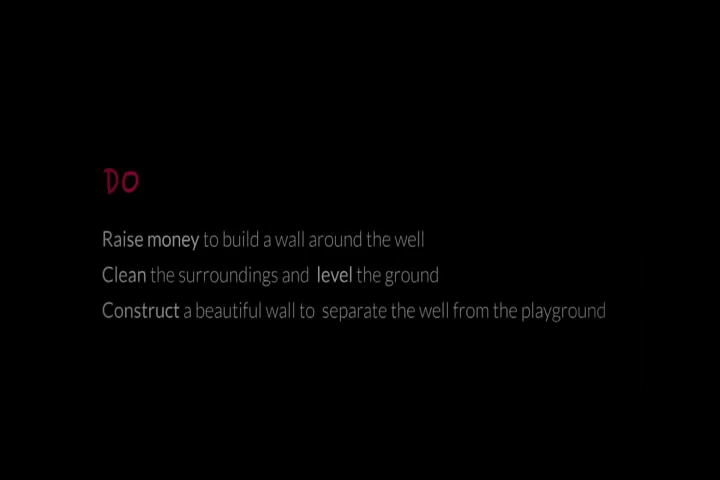 DO
Raise money to build a wall around the well
Clean the surroundings and level the ground
Construct a beautiful wall to separate the well from the playground